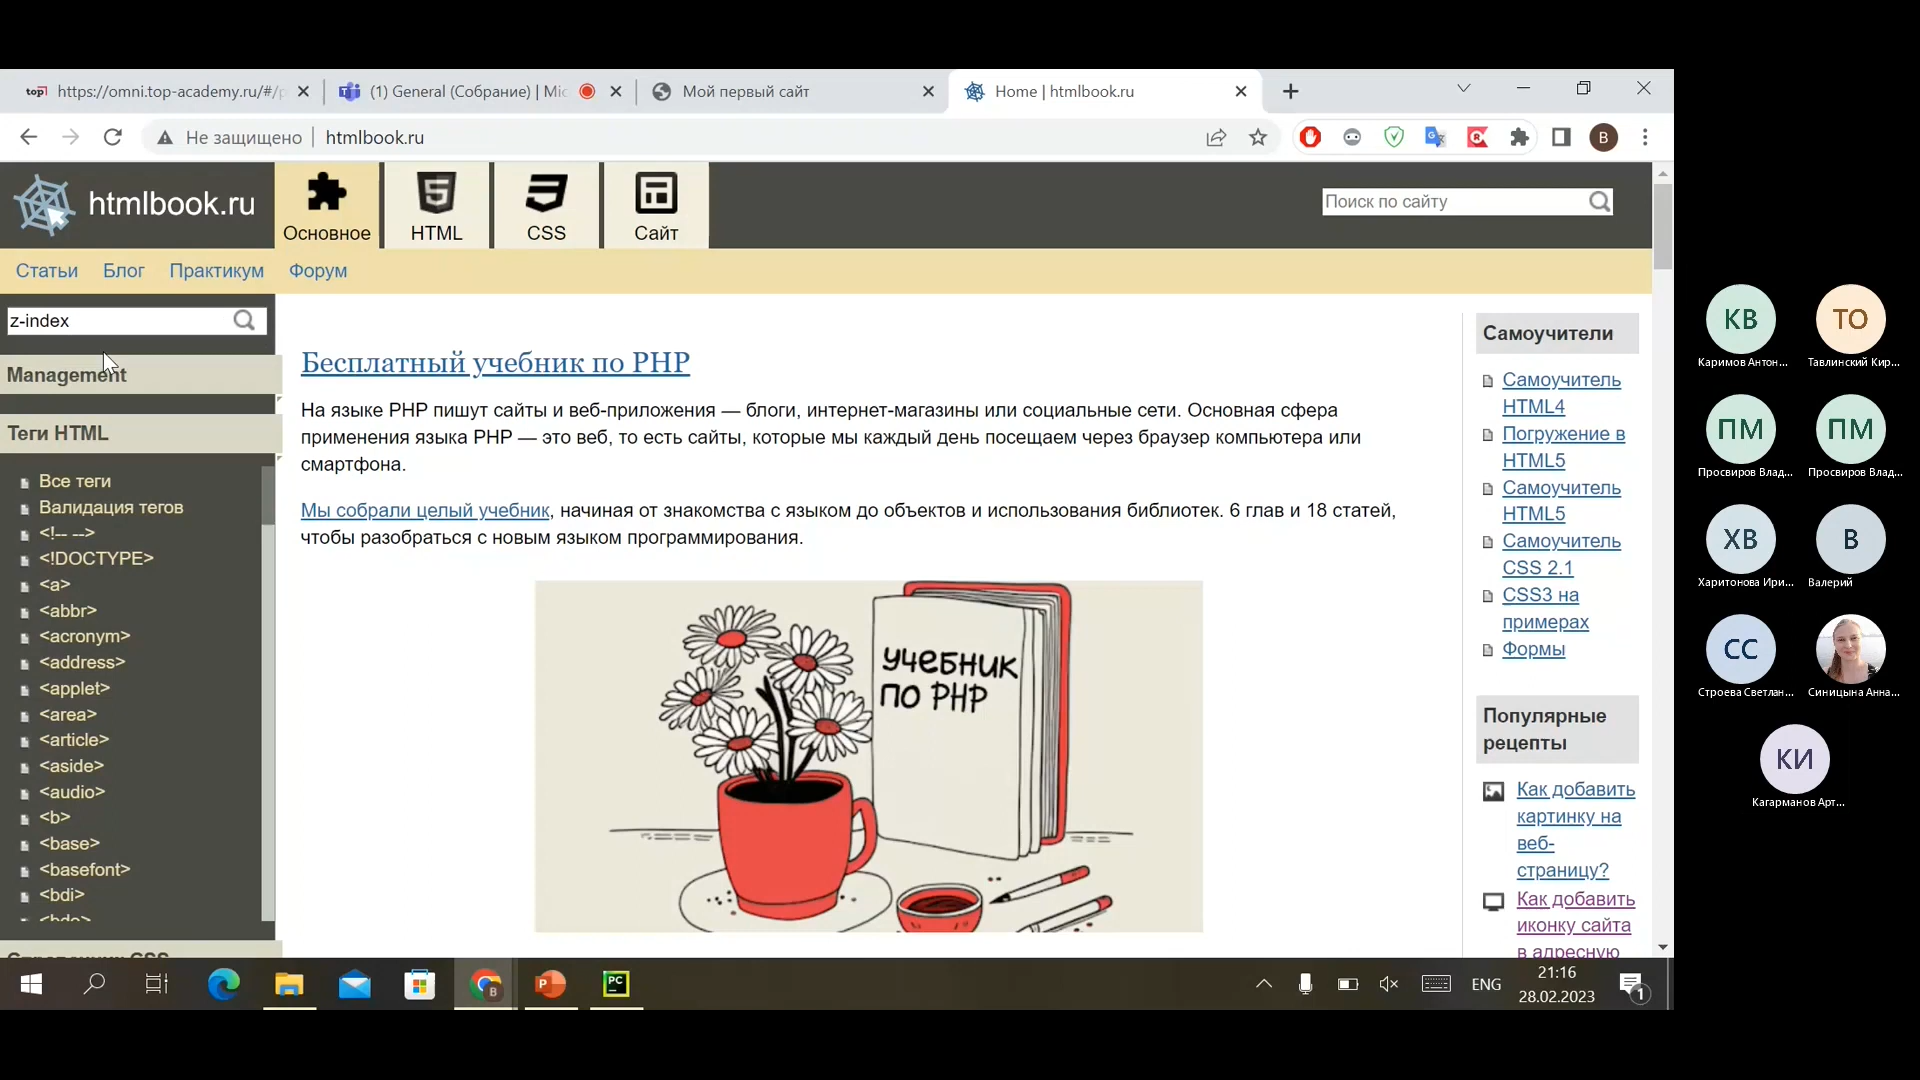 top
https://omni.top-academy.ru/#/p
(1) General (Собрание) | Mic
Мой первый сайт
Home | htmlbook.ru
Не защищено
htmlbook.ru
B
htmlbook.ru
Основное
HTML
CSS
Сайт
Поиск по сайту
Статьи
Блог
Практикум
Форум
z-index
Management
Теги HTML
Все теги
Валидация тегов
<!-- -->
<!DOCTYPE>
<a>
<abbr>
<acronym>
<address>
<applet>
<area>
<article>
<aside>
<audio>
<b>
<base>
<basefont>
<bdi>
<bdo>
Бесплатный учебник по PHP
На языке PHP пишут сайты и веб-приложения — блоги, интернет-магазины или социальные сети. Основная сфера
применения языка PHP — это веб, то есть сайты, которые мы каждый день посещаем через браузер компьютера или
смартфона.
Мы собрали целый учебник, начиная от знакомства с языком до объектов и использования библиотек. 6 глав и 18 статей,
чтобы разобраться с новым языком программирования.
УЧЕБНИК
ПО PHP
Самоучители
Самоучитель
HTML4
Погружение в
HTML5
Самоучитель
HTML5
Самоучитель
CSS 2.1
CSS3 на
примерах
Формы
Популярные
рецепты
Как добавить
картинку на
веб-
страницу?
Как добавить
иконку сайта
в адресную
КВ
Каримов Антон...
ТО
Тавлинский Кир...
ПМ
Просвиров Влад...
ПМ
Просвиров Влад...
ХВ
Харитонова Ири...
В
Валерий
СС
Строева Светлан...
Синицына Анна...
КИ
Кагарманов Арт...
B
P
PC
ENG
21:16
28.02.2023
1